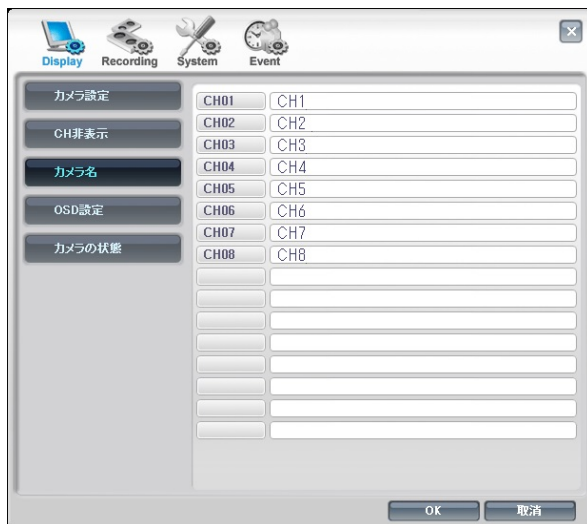 Display Recording System Event
カメラ設定
CH非表示
カメラ名
OSD設定
カメラの状態
CH01 CH1
CH02 CH2
CH03 CH3
CH04 CH4
CH05 CH5
CH06 CH6
CH07 CH7
CH08 CH8
OK 取消